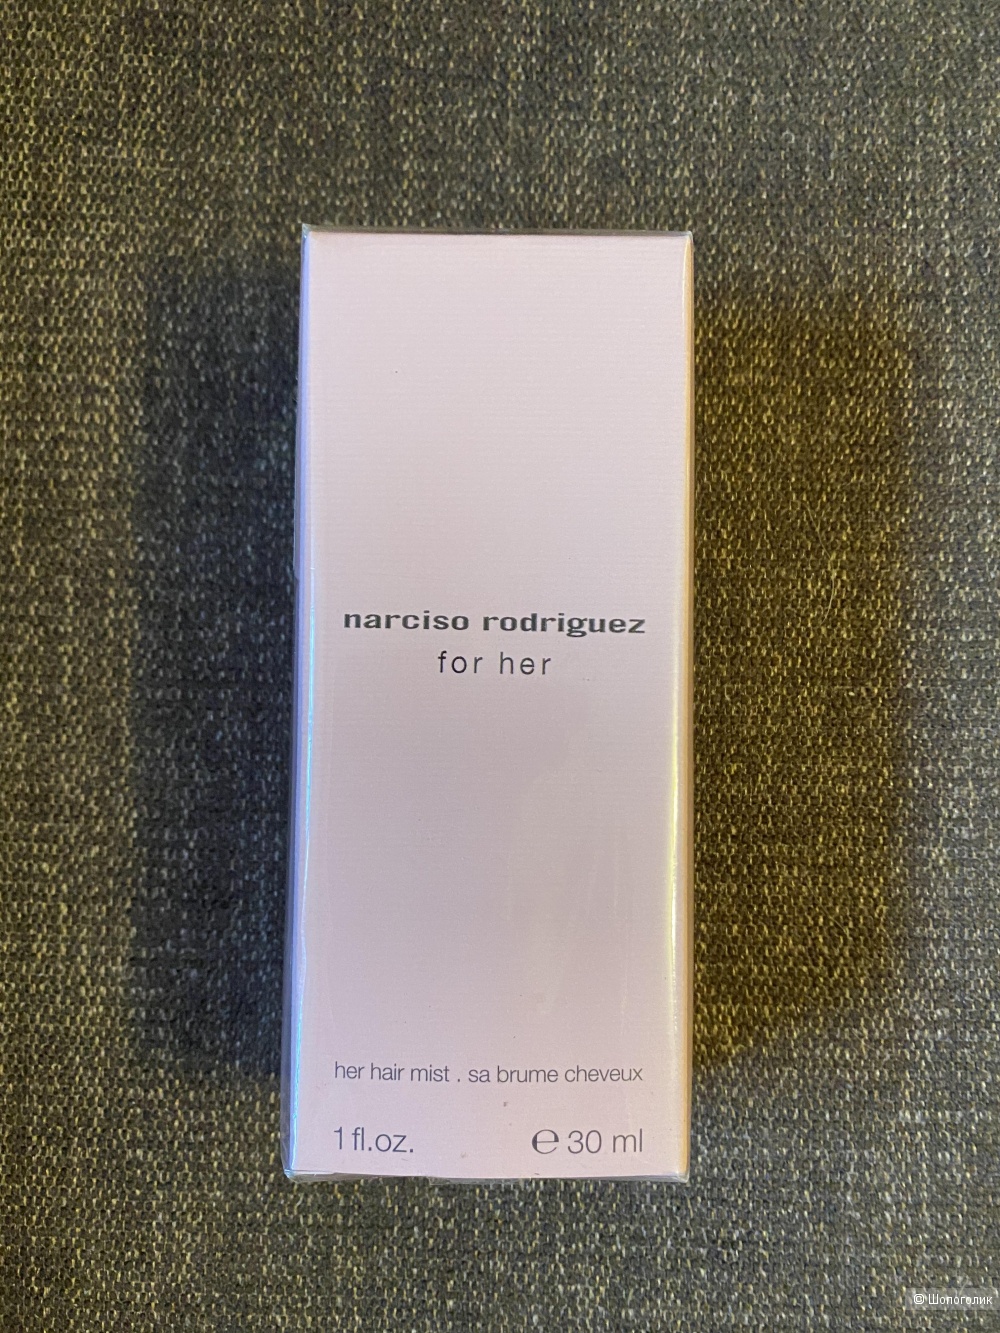 narciso rodriguez
for her
her hair mist . sa brume cheveux
1 fl.oz. ℮ 30 ml
© Шопоголик